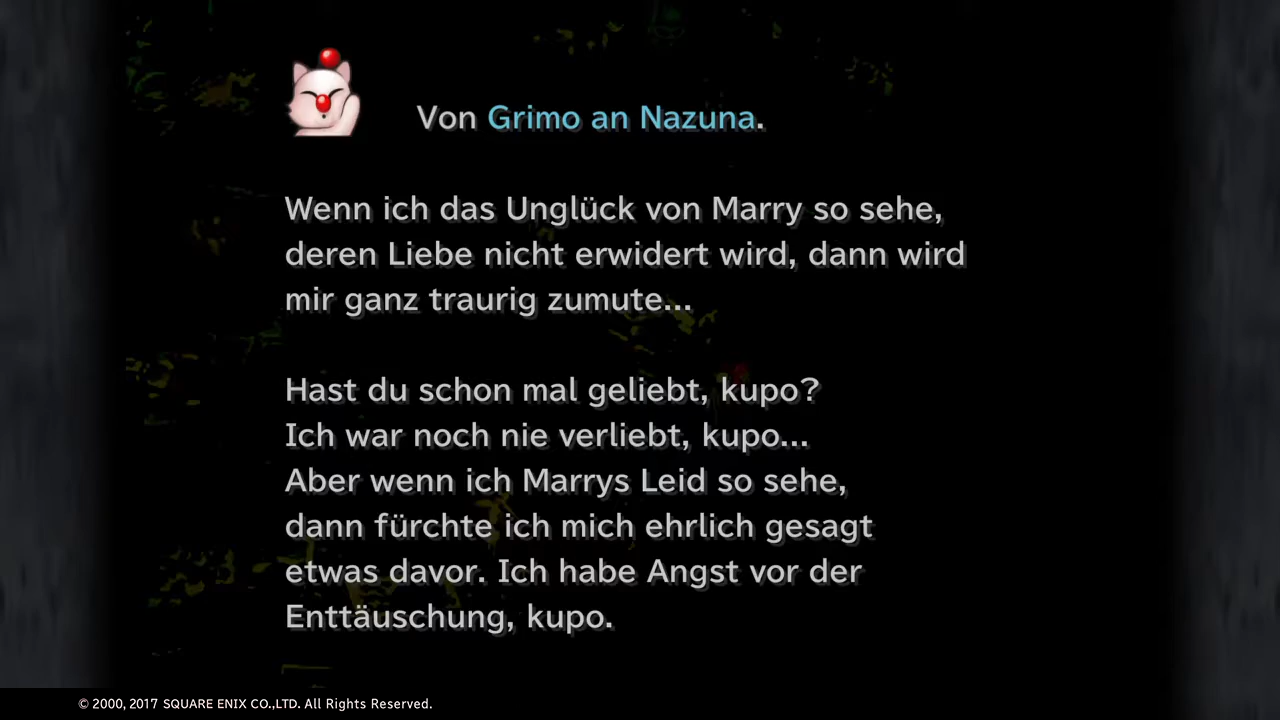 Von Grimo an Nazuna.
Wenn ich das Unglück von Marry so sehe,
deren Liebe nicht erwidert wird, dann wird
mir ganz traurig zumute...
Hast du schon mal geliebt, kupo?
Ich war noch nie verliebt, kupo...
Aber wenn ich Marrys Leid so sehe,
dann fürchte ich mich ehrlich gesagt
etwas davor. Ich habe Angst vor der
Enttäuschung, kupo.
© 2000, 2017 SQUARE ENIX CO.,LTD. All Rights Reserved.